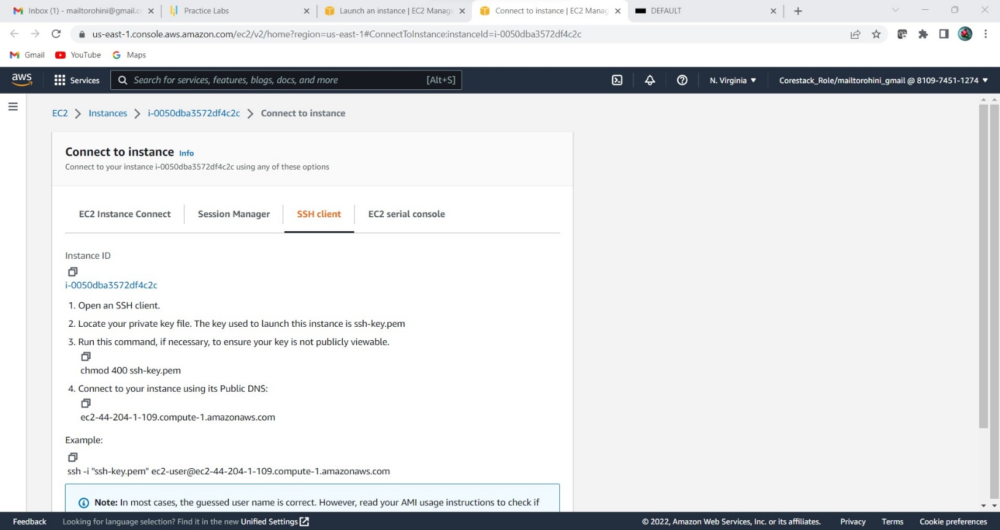 Inbox (1) - mailtorohini@gmail.c
Practice Labs
Launch an instance | EC2 Manag
Connect to instance | EC2 Manag
DEFAULT
us-east-1.console.aws.amazon.com/ec2/v2/home?region=us-east-1#ConnectToInstance:instanceId=i-0050dba3572df4c2c
Gmail YouTube Maps
aws Services Search for services, features, blogs, docs, and more [Alt+S] N. Virginia Corestack_Role/mailtorohini_gmail @ 8109-7451-1274
EC2 Instances i-0050dba3572df4c2c Connect to instance
Connect to instance Info
Connect to your instance i-0050dba3572df4c2c using any of these options
EC2 Instance Connect Session Manager SSH client EC2 serial console
Instance ID
i-0050dba3572df4c2c
1. Open an SSH client.
2. Locate your private key file. The key used to launch this instance is ssh-key.pem
3. Run this command, if necessary, to ensure your key is not publicly viewable.
chmod 400 ssh-key.pem
4. Connect to your instance using its Public DNS:
ec2-44-204-1-109.compute-1.amazonaws.com
Example:
ssh -i "ssh-key.pem" ec2-user@ec2-44-204-1-109.compute-1.amazonaws.com
Note: In most cases, the guessed user name is correct. However, read your AMI usage instructions to check if
Feedback Looking for language selection? Find it in the new Unified Settings © 2022, Amazon Web Services, Inc. or its affiliates. Privacy Terms Cookie preferences